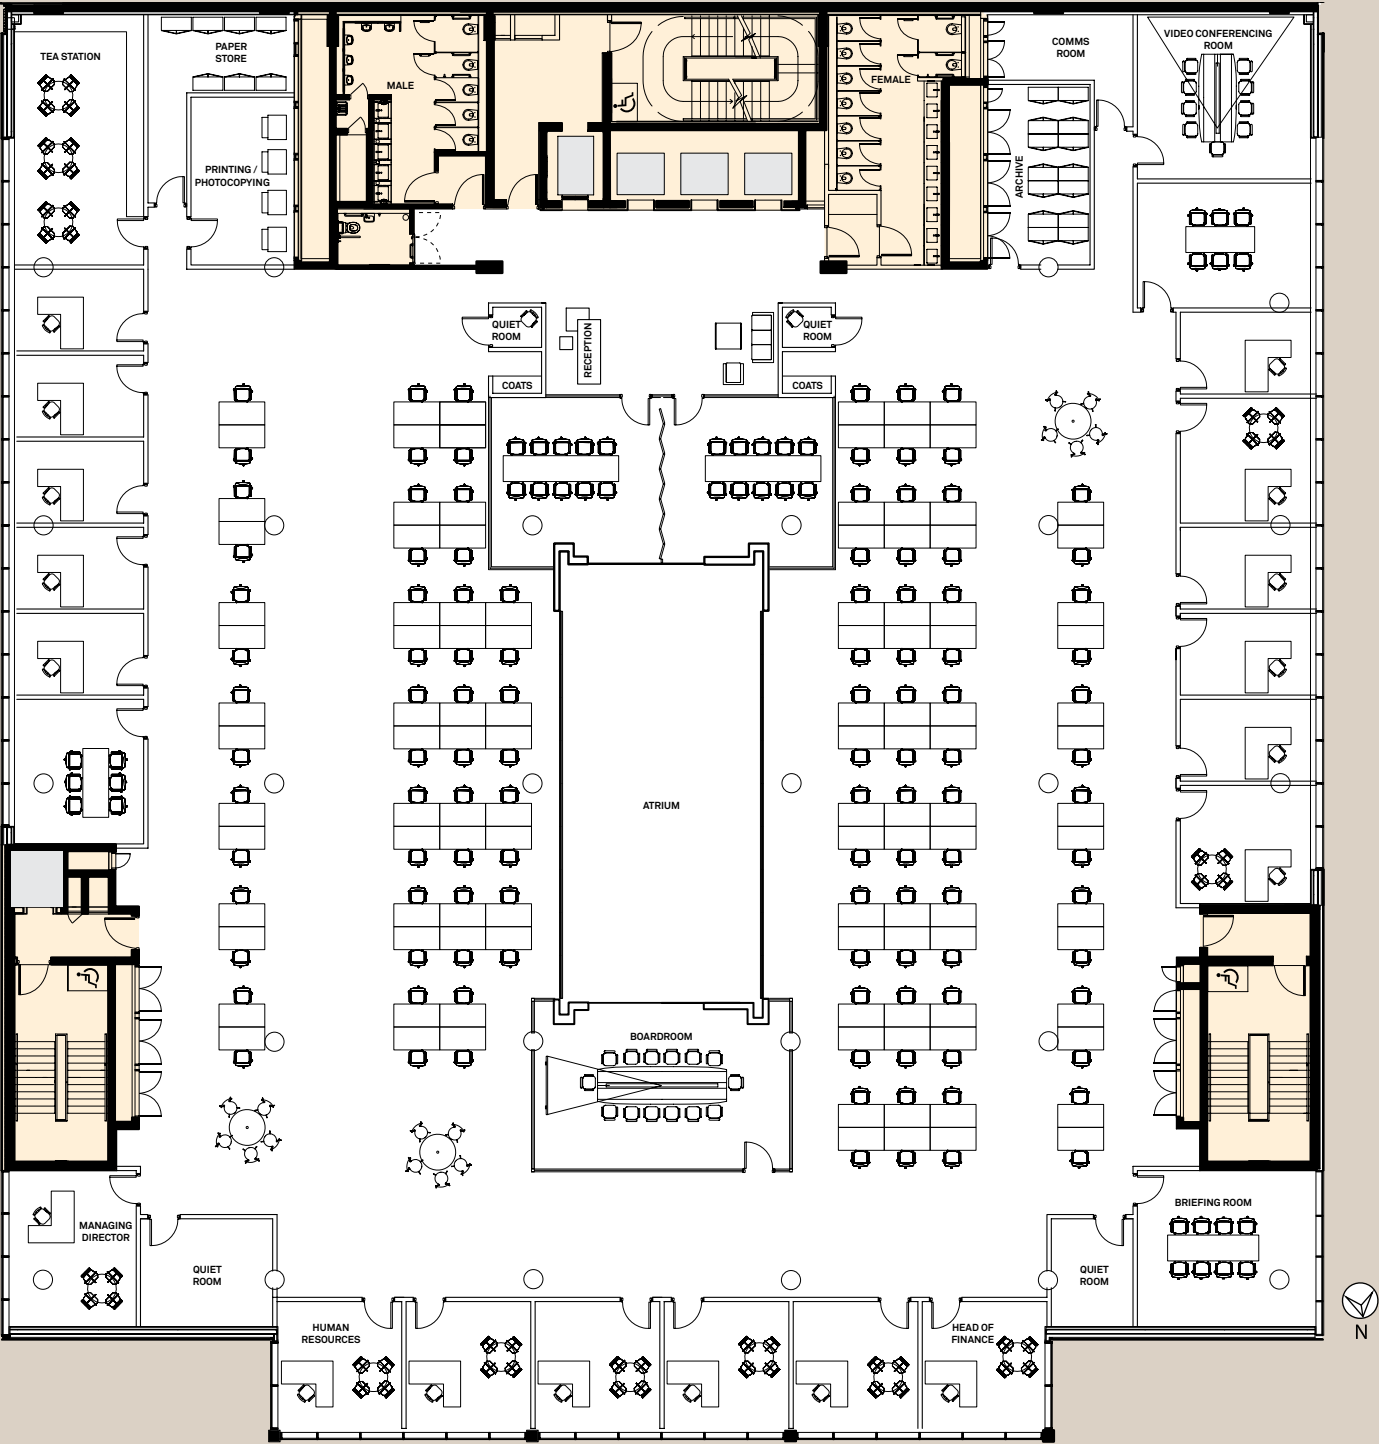 TEA STATION
PAPER
STORE
MALE
FEMALE
COMMS
ROOM
VIDEO CONFERENCING
ROOM
PRINTING /
PHOTOCOPYING
ARCHIVE
QUIET
ROOM
RECEPTION
QUIET
ROOM
COATS
COATS
ATRIUM
BOARDROOM
MANAGING
DIRECTOR
BRIEFING ROOM
QUIET
ROOM
QUIET
ROOM
HUMAN
RESOURCES
HEAD OF
FINANCE
N